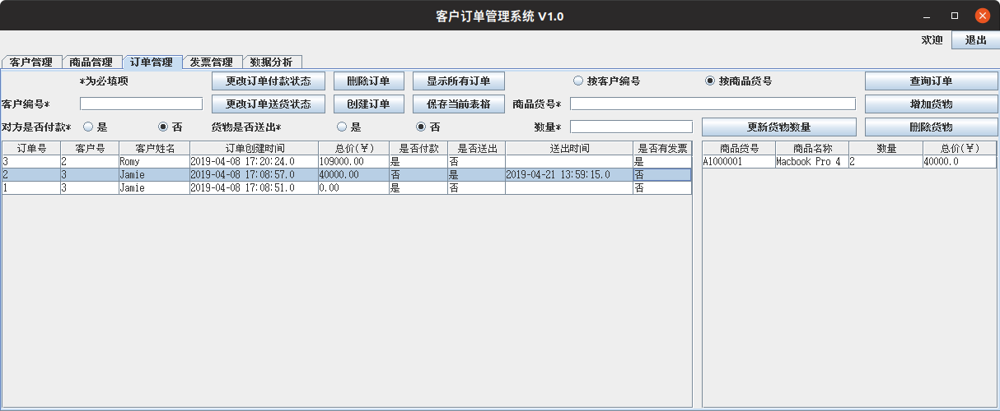 客户订单管理系统 V1.0
欢迎 退出
客户管理 商品管理 订单管理 发票管理 数据分析
*为必填项 更改订单付款状态 删除订单 显示所有订单 按客户编号 按商品货号 查询订单
客户编号* 更改订单送货状态 创建订单 保存当前表格 商品货号* 增加货物
对方是否付款* 是 否 货物是否送出* 是 否 数量* 更新货物数量 删除货物
订单号 客户号 客户姓名 订单创建时间 总价(¥) 是否付款 是否送出 送出时间 是否有发票 商品货号 商品名称 数量 总价(¥)
3 2 Romy 2019-04-08 17:20:24.0 109000.00 是 否 是 A1000001 Macbook Pro 4 2 40000.0
2 3 Jamie 2019-04-08 17:08:57.0 40000.00 否 是 2019-04-21 13:59:15.0 否
1 3 Jamie 2019-04-08 17:08:51.0 0.00 是 否 否